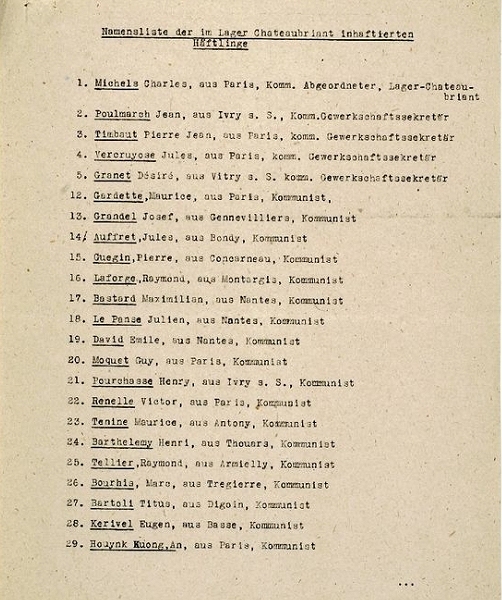 Namensliste der im Lager Chateaubriant inhaftierten
Häftlinge
1. Michels Charles, aus Paris, Komm. Abgeordneter, Lager-Chateau-
briant
2. Poulmarch Jean, aus Ivry s. S., Komm.Gewerkschaftssekretär
3. Timbaut Pierre Jean, aus Paris, komm. Gewerkschaftssekretär
4. Vercruyose Jules, aus Paris, komm. Gewerkschaftssekretär
5. Granet Désiré, aus Vitry s. S. komm. Gewerkschaftssekretär
12. Gardette,Maurice, aus Paris, Kommunist,
13. Grandel Josef, aus Gennevilliers, Kommunist
14/ Auffret,Jules, aus Bondy, Kommunist
15. Guegin,Pierre, aus Concarneau, Kommunist
16. Laforge,Raymond, aus Montargis, Kommunist
17. Bastard Maximilian, aus Nantes, Kommunist
18. Le Panse Julien, aus Nantes, Kommunist
19. David Emile, aus Nantes, Kommunist
20. Moquet Guy, aus Paris, Kommunist
21. Pourchasse Henry, aus Ivry s. S., Kommunist
22. Renelle Victor, aus Paris, Kommunist
23. Tenine Maurice, aus Antony, Kommunist
24. Barthelemy Henri, aus Thouars, Kommunist
25. Tellier,Raymond, aus Armielly, Kommunist
26. Bourhis, Marc, aus Tregierre, Kommunist
27. Bartoli Titus, aus Digoin, Kommunist
28. Kerivel Eugen, aus Basse, Kommunist
29. Houynk Kuong,An, aus Paris, Kommunist
...